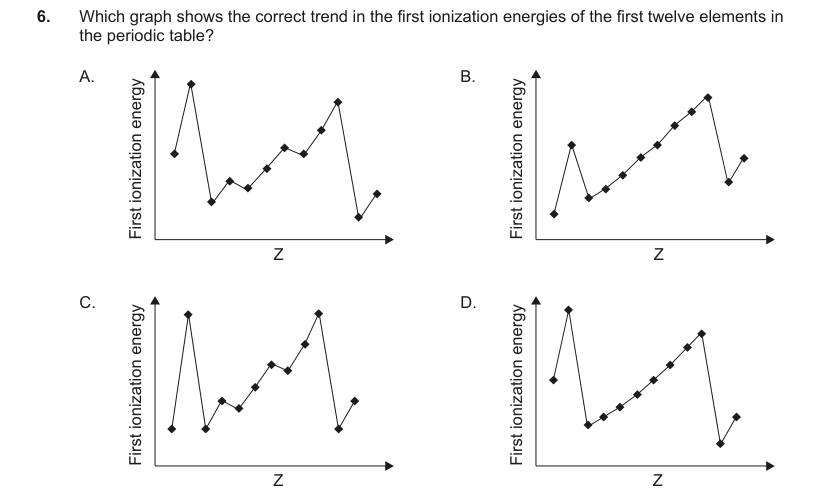 6. Which graph shows the correct trend in the first ionization energies of the first twelve elements in
the periodic table?
A.
First ionization energy
Z
B.
First ionization energy
Z
C.
First ionization energy
Z
D.
First ionization energy
Z